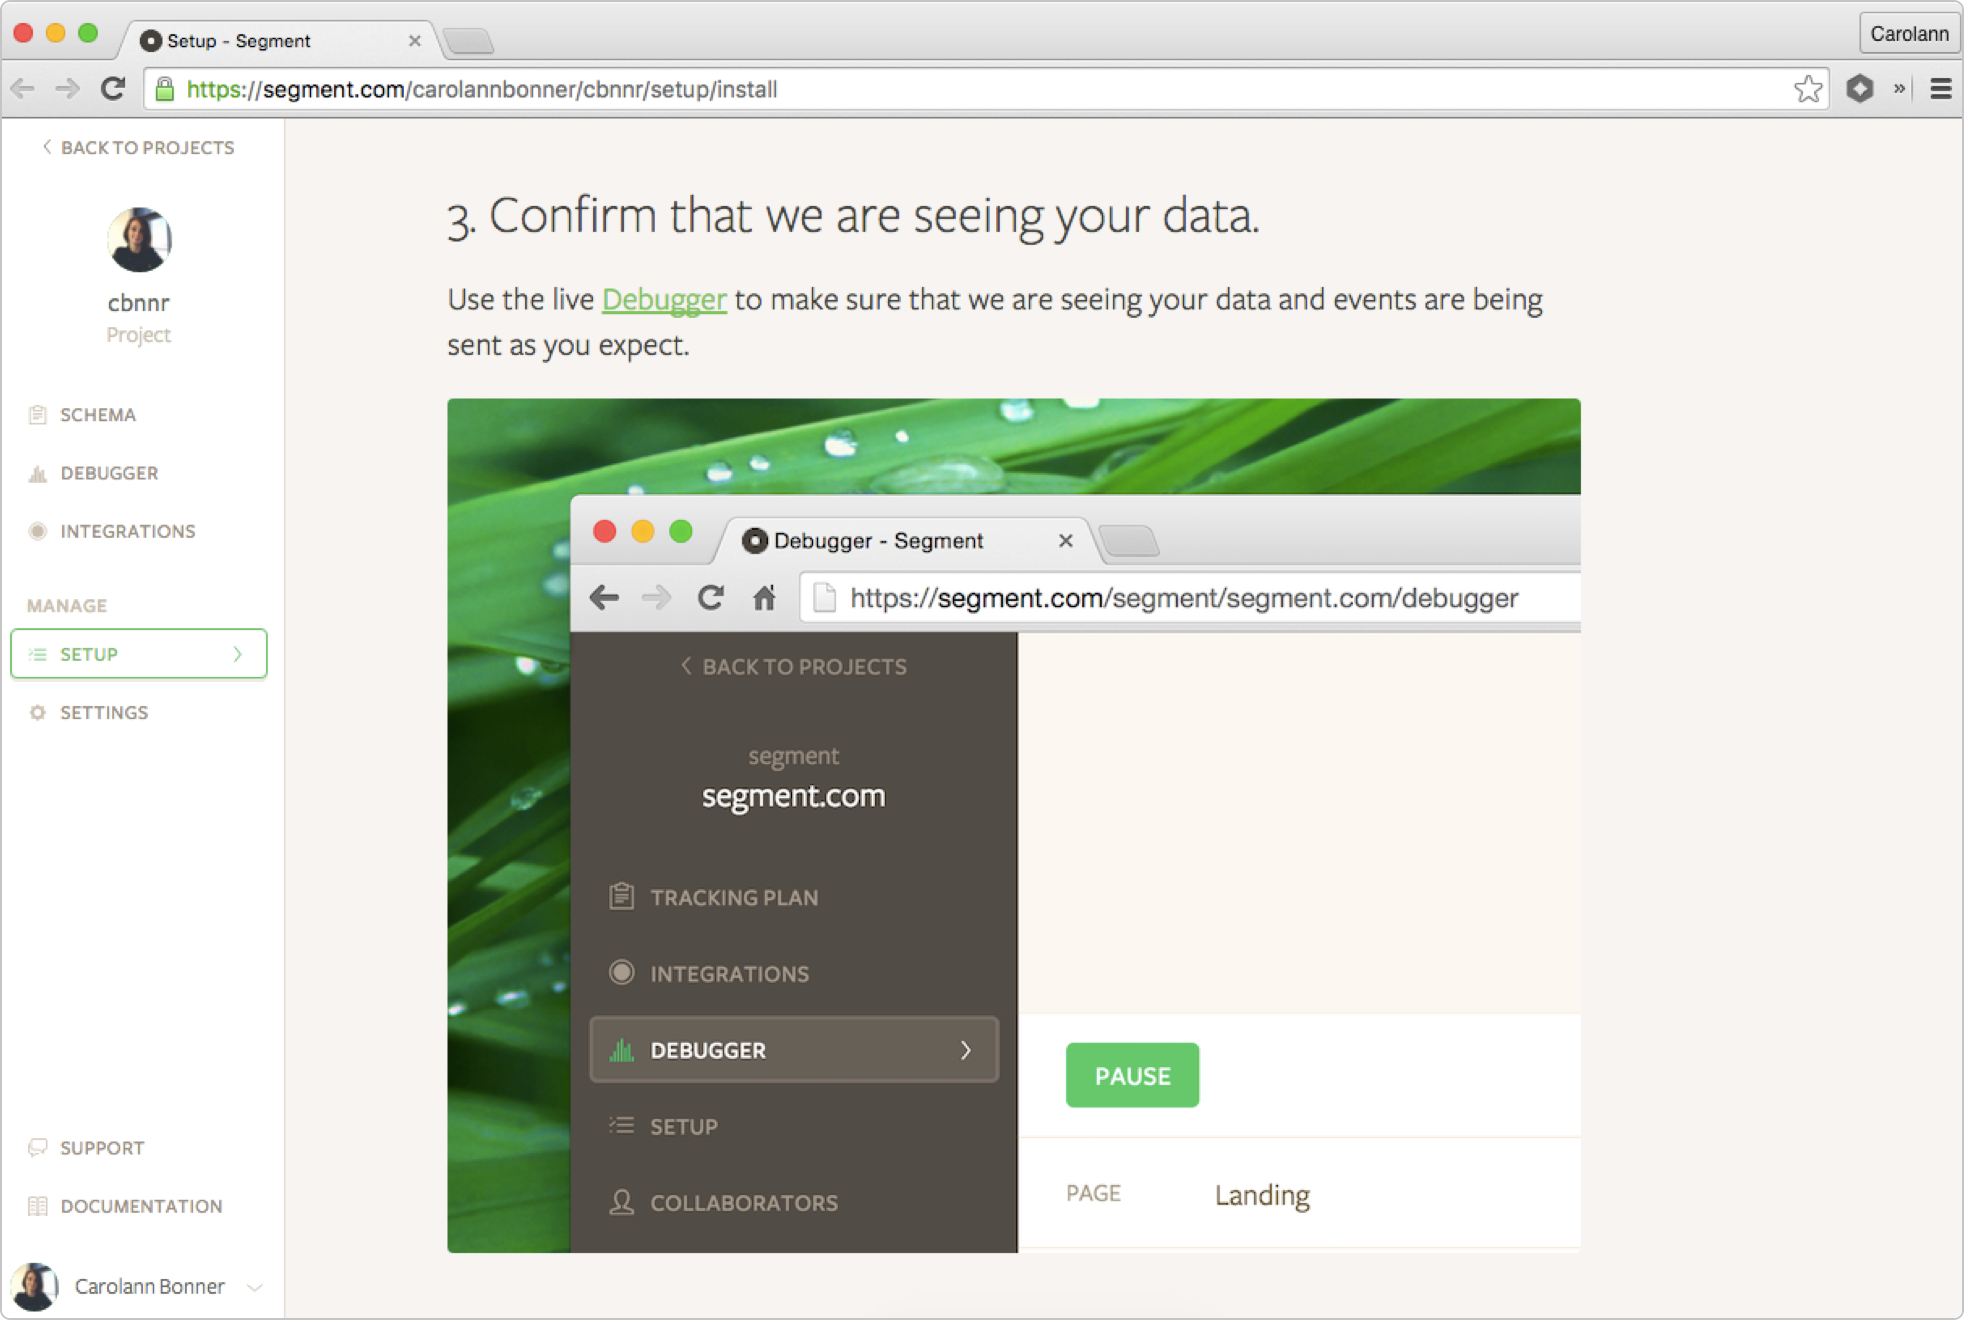 Setup - Segment
Carolann
https://segment.com/carolannbonner/cbnnr/setup/install
BACK TO PROJECTS
cbnnr
Project
SCHEMA
DEBUGGER
INTEGRATIONS
MANAGE
SETUP
SETTINGS
SUPPORT
DOCUMENTATION
Carolann Bonner
3. Confirm that we are seeing your data.
Use the live Debugger to make sure that we are seeing your data and events are being
sent as you expect.
Debugger - Segment
https://segment.com/segment/segment.com/debugger
BACK TO PROJECTS
segment
segment.com
TRACKING PLAN
INTEGRATIONS
DEBUGGER
SETUP
COLLABORATORS
PAUSE
PAGE Landing